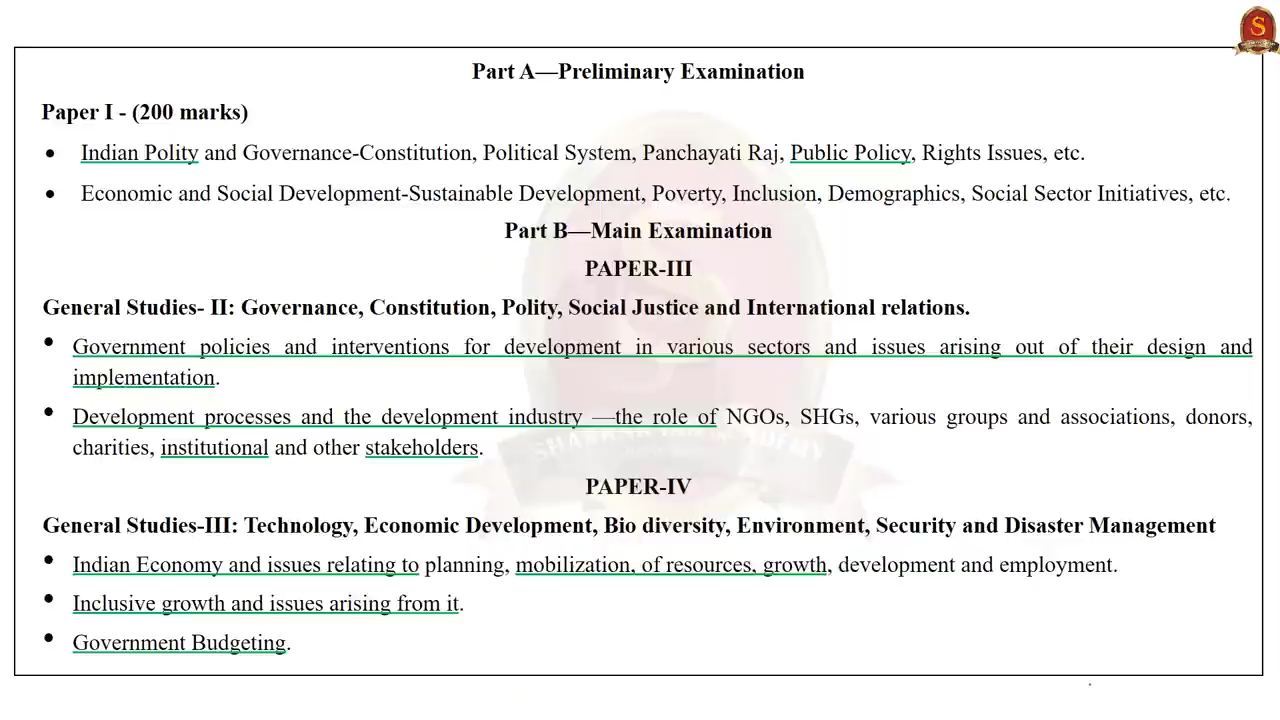 S
Part A—Preliminary Examination
Paper I - (200 marks)
• Indian Polity and Governance-Constitution, Political System, Panchayati Raj, Public Policy, Rights Issues, etc.
• Economic and Social Development-Sustainable Development, Poverty, Inclusion, Demographics, Social Sector Initiatives, etc.
Part B—Main Examination
PAPER-III
General Studies- II: Governance, Constitution, Polity, Social Justice and International relations.
• Government policies and interventions for development in various sectors and issues arising out of their design and
implementation.
• Development processes and the development industry —the role of NGOs, SHGs, various groups and associations, donors,
charities, institutional and other stakeholders.
PAPER-IV
General Studies-III: Technology, Economic Development, Bio diversity, Environment, Security and Disaster Management
• Indian Economy and issues relating to planning, mobilization, of resources, growth, development and employment.
• Inclusive growth and issues arising from it.
• Government Budgeting.